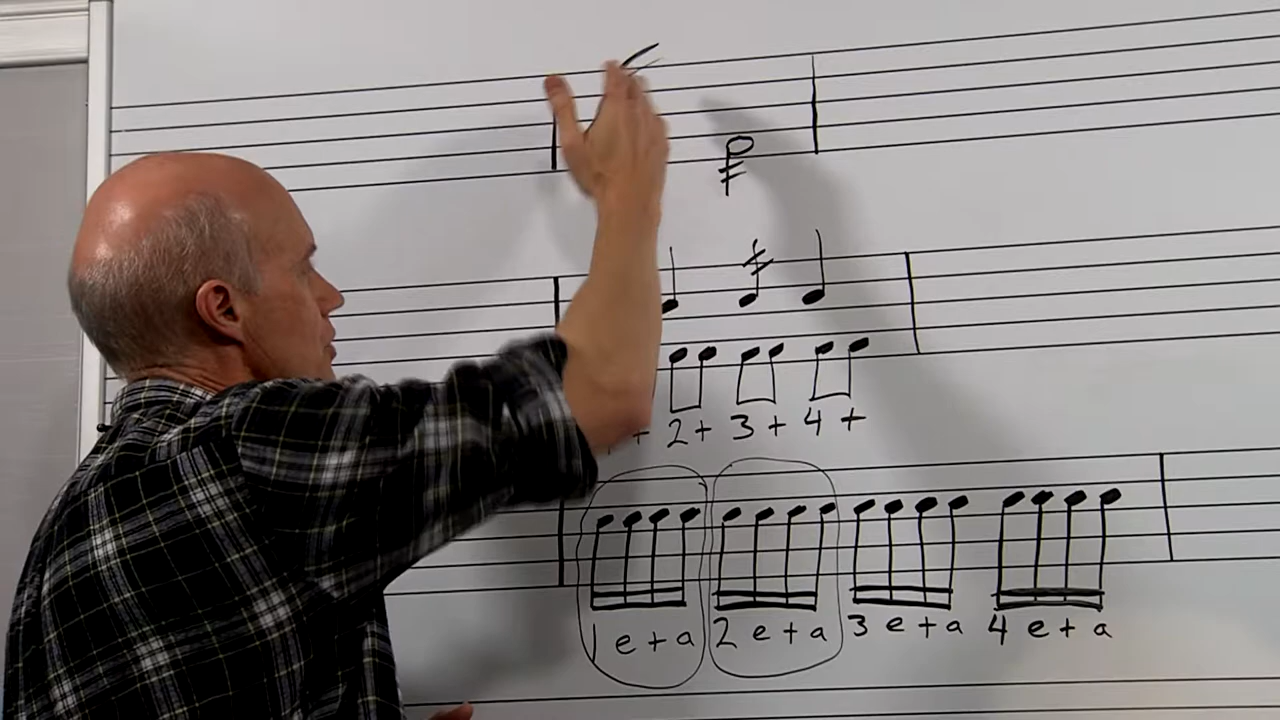 + 2 + 3 + 4 +
1 e + a 2 e + a 3 e + a 4 e + a